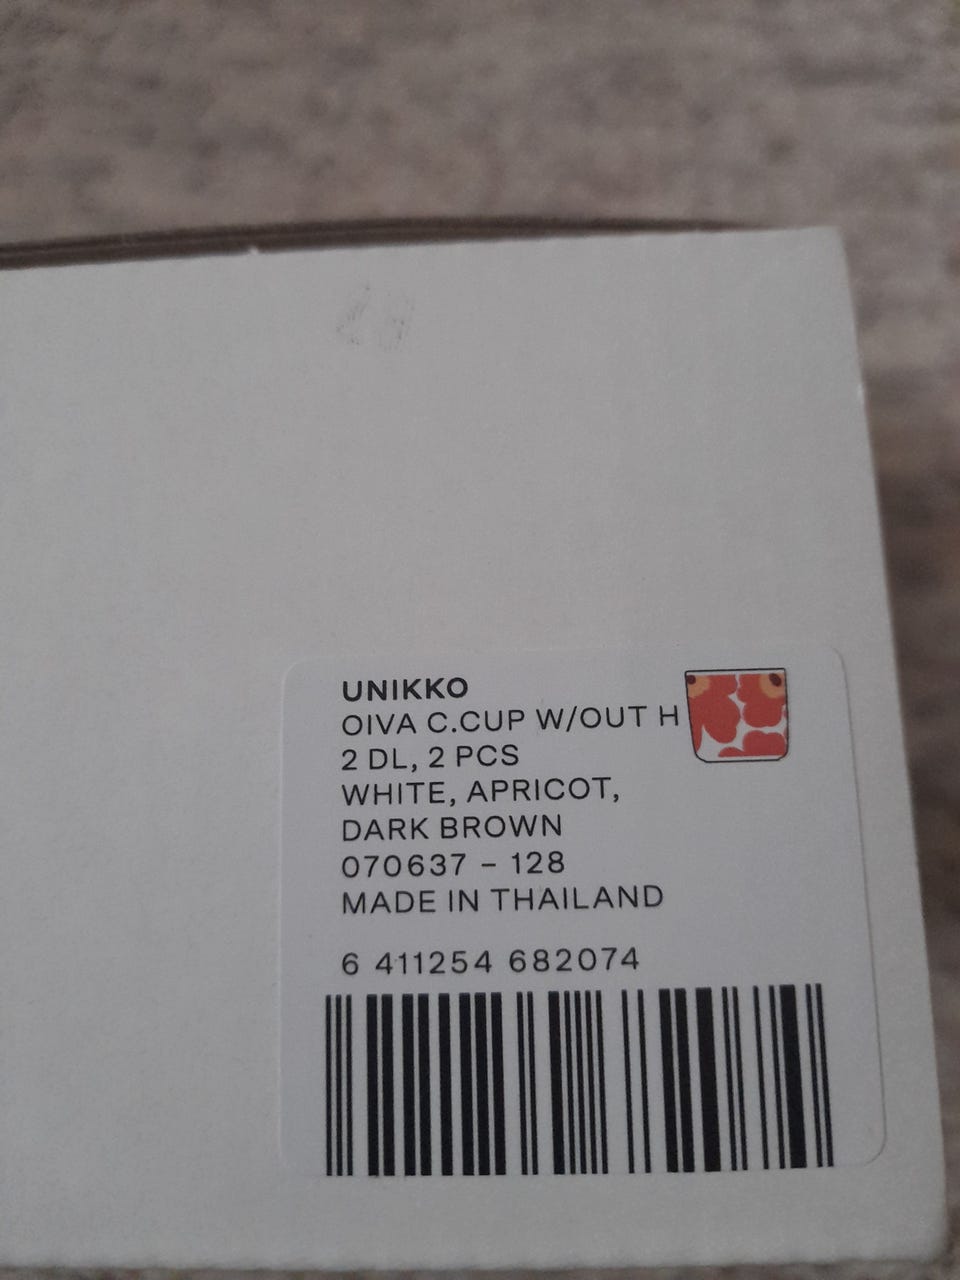 UNIKKO
OIVA C.CUP W/OUT H
2 DL, 2 PCS
WHITE, APRICOT,
DARK BROWN
070637 – 128
MADE IN THAILAND
6 411254 682074